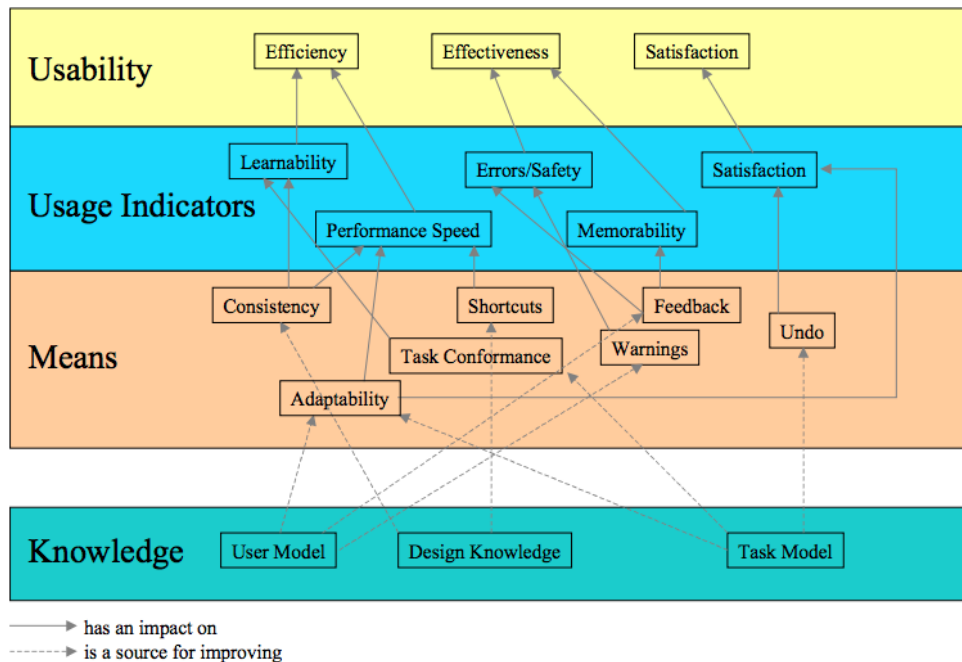 Usability
Efficiency
Effectiveness
Satisfaction
Usage Indicators
Learnability
Errors/Safety
Satisfaction
Performance Speed
Memorability
Means
Consistency
Shortcuts
Feedback
Undo
Task Conformance
Warnings
Adaptability
Knowledge
User Model
Design Knowledge
Task Model
has an impact on
is a source for improving